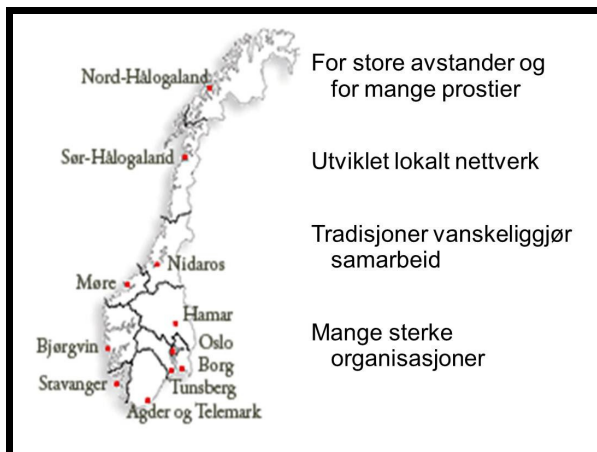 Nord-Hålogaland
Sør-Hålogaland
Nidaros
Møre
Hamar
Bjørgvin
Oslo
Borg
Stavanger
Tunsberg
Agder og Telemark
For store avstander og
for mange prostier
Utviklet lokalt nettverk
Tradisjoner vanskeliggjør
samarbeid
Mange sterke
organisasjoner